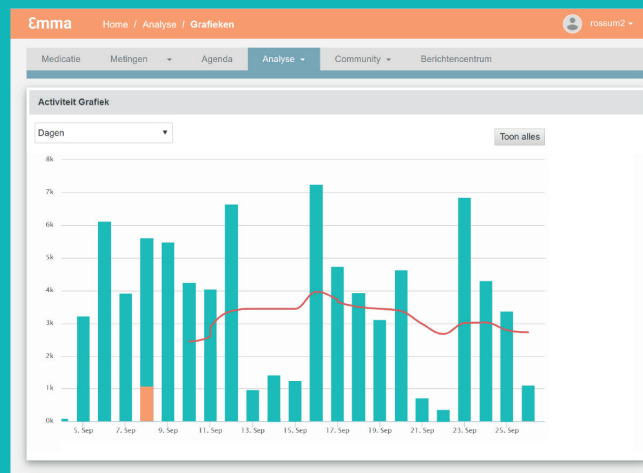 Ɛmma
Home / Analyse / Grafieken
rossum2
Medicatie Metingen Agenda Analyse Community Berichtencentrum
Activiteit Grafiek
Dagen
Toon alles
8k
7k
6k
5k
4k
3k
2k
1k
0k
5. Sep 7. Sep 9. Sep 11. Sep 13. Sep 15. Sep 17. Sep 19. Sep 21. Sep 23. Sep 25. Sep